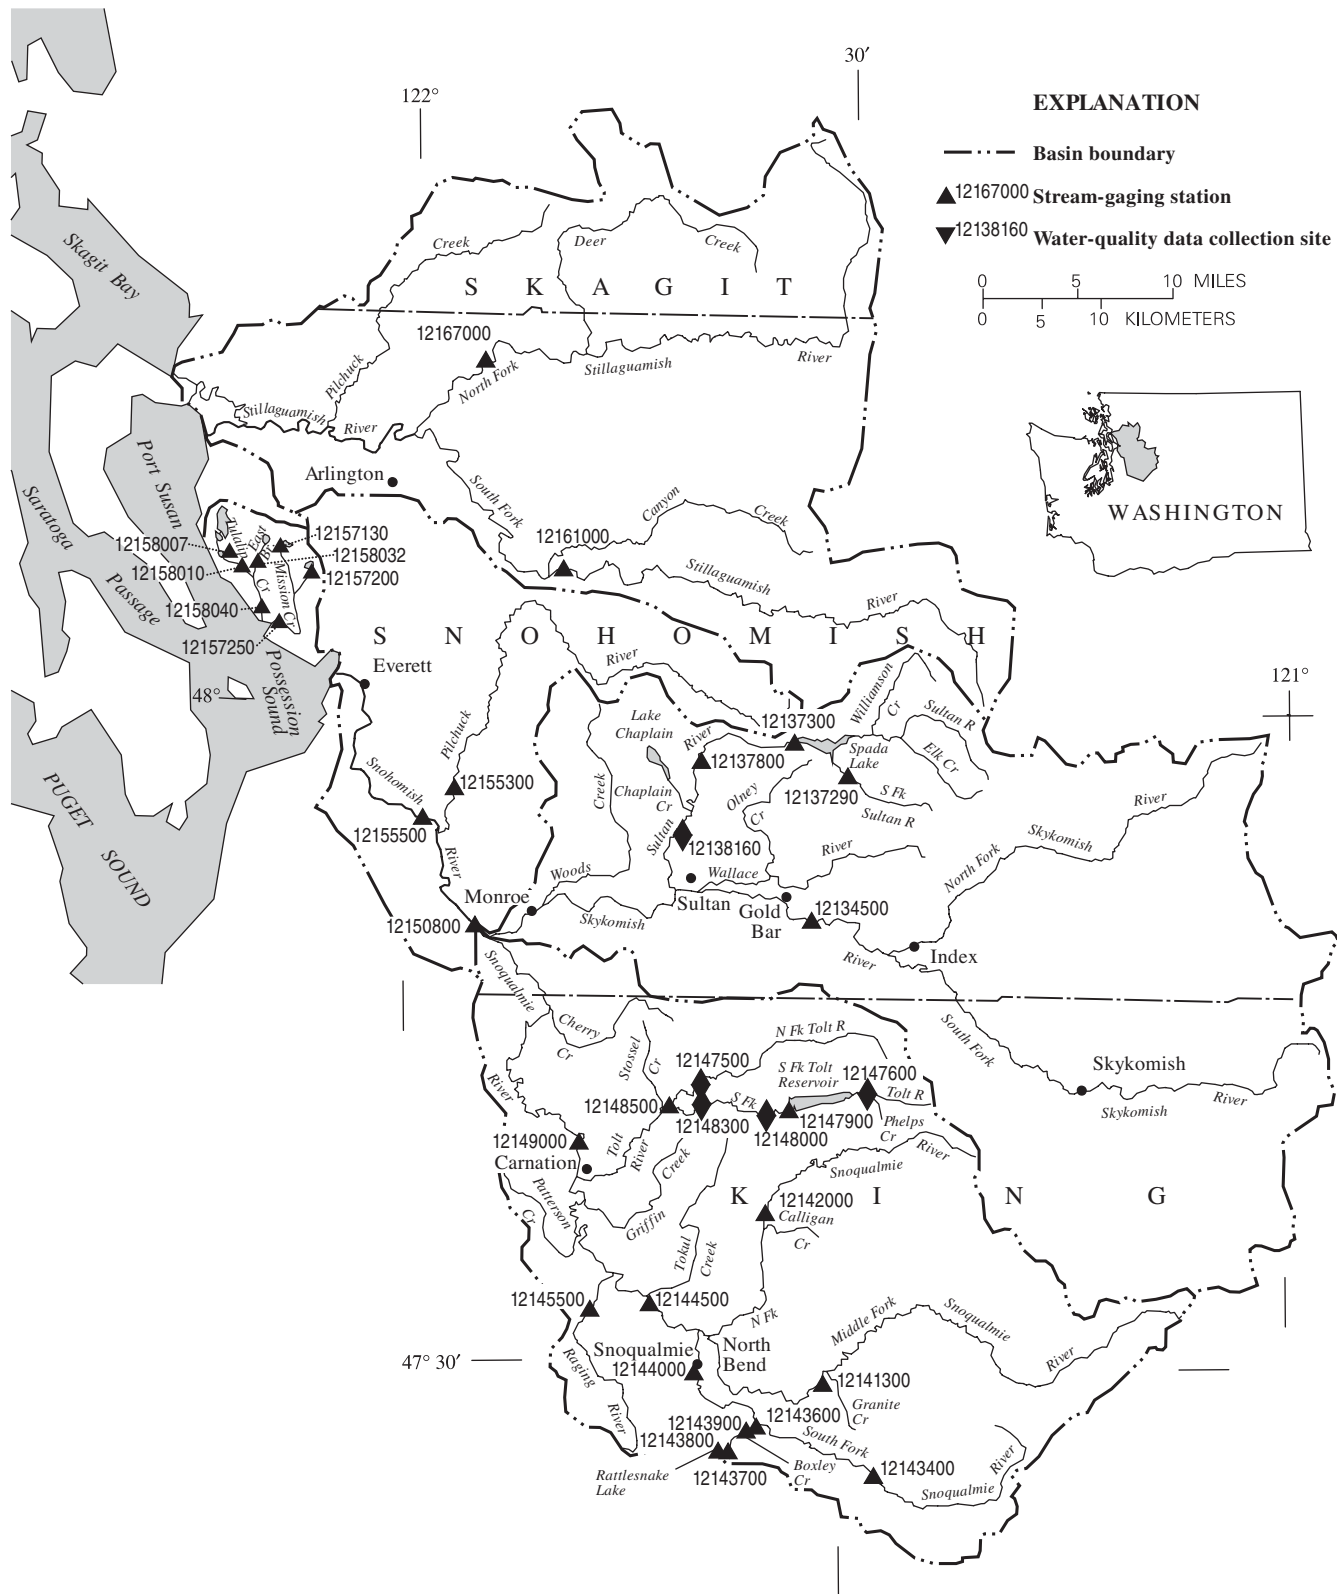 30′
122°
EXPLANATION
Basin boundary
12167000 Stream-gaging station
12138160 Water-quality data collection site
0 5 10 MILES
0 5 10 KILOMETERS
WASHINGTON
Skagit Bay
Creek
Deer
Creek
S K A G I T
12167000
Pilchuck
North Fork
Stillaguamish
River
Stillaguamish
River
Port Susan
Arlington
South Fork
Canyon
Creek
Saratoga
Passage
Tulalip
East
Br
12157130
12158007
12158032
12158010
12157200
Cr
Mission Cr
12158040
12157250
12161000
Stillaguamish
River
S N O H O M I S H
Everett
Possession
Sound
48°
121°
River
Williamson
Cr
Sultan R
Lake
Chaplain
12137300
River
Spada
Lake
Elk Cr
Pilchuck
12137800
PUGET
SOUND
Snohomish
12155300
Creek
Chaplain
Cr
Olney
Cr
12137290
S Fk
Sultan R
River
12155500
Sultan
12138160
River
Skykomish
North Fork
River
Woods
Wallace
Monroe
Sultan
Gold
Bar
12134500
12150800
Skykomish
River
Index
Snoqualmie
South Fork
Cherry
Cr
Stossel
Cr
N Fk Tolt R
12147500
S Fk Tolt
Reservoir
12147600
Skykomish
River
S Fk
Tolt R
Skykomish
River
12148500
12148300
12147900
12148000
Phelps
Cr
12149000
Tolt
River
Carnation
Creek
Snoqualmie
River
Patterson
Cr
K I N G
12142000
Calligan
Cr
Griffin
Tokul
Creek
12145500
12144500
N Fk
Middle Fork
Snoqualmie
River
Snoqualmie
North
Bend
47° 30′
12144000
Raging
River
12141300
Granite
Cr
12143900
12143600
12143800
South Fork
12143700
Boxley
Cr
12143400
Rattlesnake
Lake
Snoqualmie
River